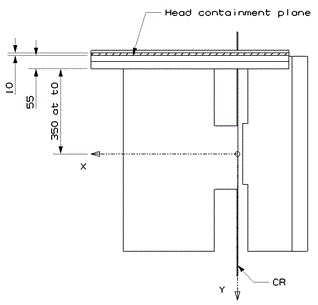 Head containment plane
10
55
350 at t0
X
CR
Y